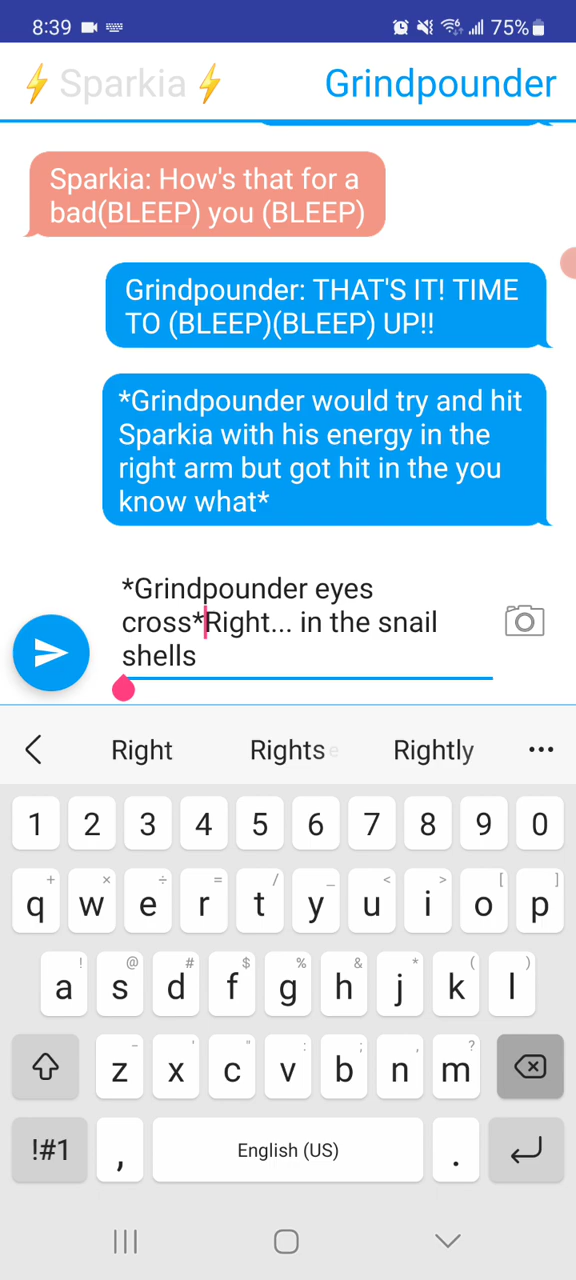 8:39 75%
⚡ Sparkia ⚡ Grindpounder
Sparkia: How's that for a
bad(BLEEP) you (BLEEP)
Grindpounder: THAT'S IT! TIME
TO (BLEEP)(BLEEP) UP!!
*Grindpounder would try and hit
Sparkia with his energy in the
right arm but got hit in the you
know what*
*Grindpounder eyes
cross*Right... in the snail
shells
Right Rights Rightly ...
1 2 3 4 5 6 7 8 9 0
+ × ÷ = / _ < > [ ]
q w e r t y u i o p
! @ # $ % & * ( )
a s d f g h j k l
- ' " : ; , ?
z x c v b n m
!#1 , English (US) .